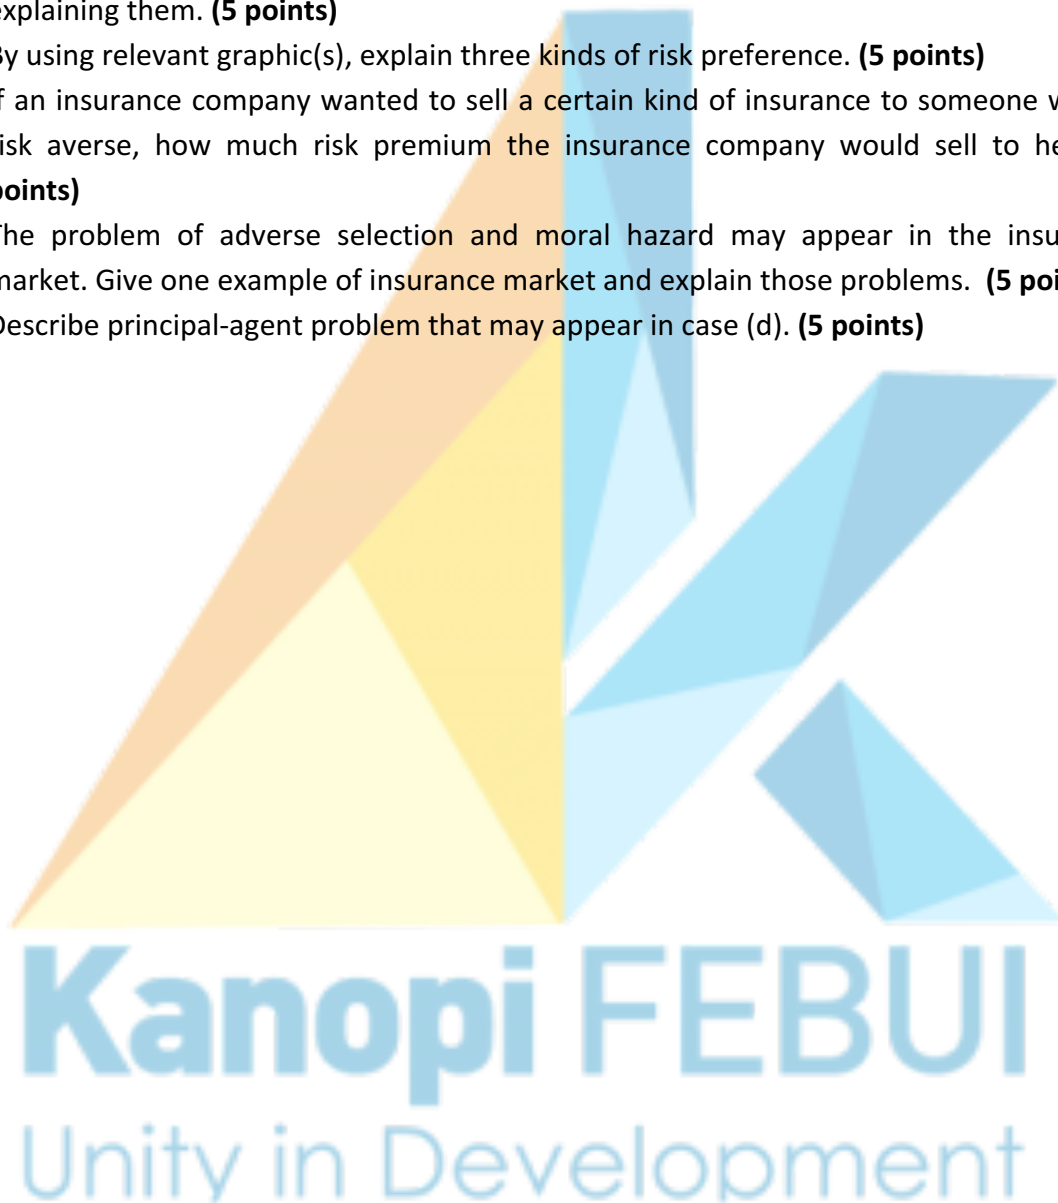 explaining them. (5 points)
By using relevant graphic(s), explain three kinds of risk preference. (5 points)
f an insurance company wanted to sell a certain kind of insurance to someone w
isk averse, how much risk premium the insurance company would sell to he
points)
The problem of adverse selection and moral hazard may appear in the insu
market. Give one example of insurance market and explain those problems. (5 poi
Describe principal-agent problem that may appear in case (d). (5 points)
Kanopi FEBUI
Unity in Development